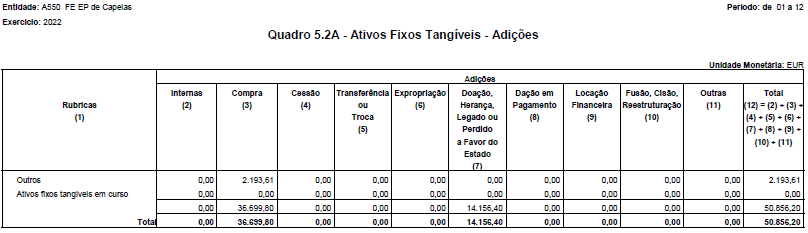 Entidade: A550 FE EP de Capelas Periodo: de 01 a 12
Exercício: 2022
Quadro 5.2A - Ativos Fixos Tangíveis - Adições
Unidade Monetária: EUR
Adições
Rubricas (1) Internas (2) Compra (3) Cessão (4) Transferência ou Troca (5) Expropriação (6) Doação, Herança, Legado ou Perdido a Favor do Estado (7) Dação em Pagamento (8) Locação Financeira (9) Fusão, Cisão, Reestruturação (10) Outras (11) Total (12) = (2) + (3) + (4) + (5) + (6) + (7) + (8) + (9) + (10) + (11)
Outros 0,00 2.193,61 0,00 0,00 0,00 0,00 0,00 0,00 0,00 0,00 2.193,61
Ativos fixos tangíveis em curso 0,00 0,00 0,00 0,00 0,00 0,00 0,00 0,00 0,00 0,00 0,00
0,00 36.699,80 0,00 0,00 0,00 14.156,40 0,00 0,00 0,00 0,00 50.856,20
Total 0,00 36.699,80 0,00 0,00 0,00 14.156,40 0,00 0,00 0,00 0,00 50.856,20